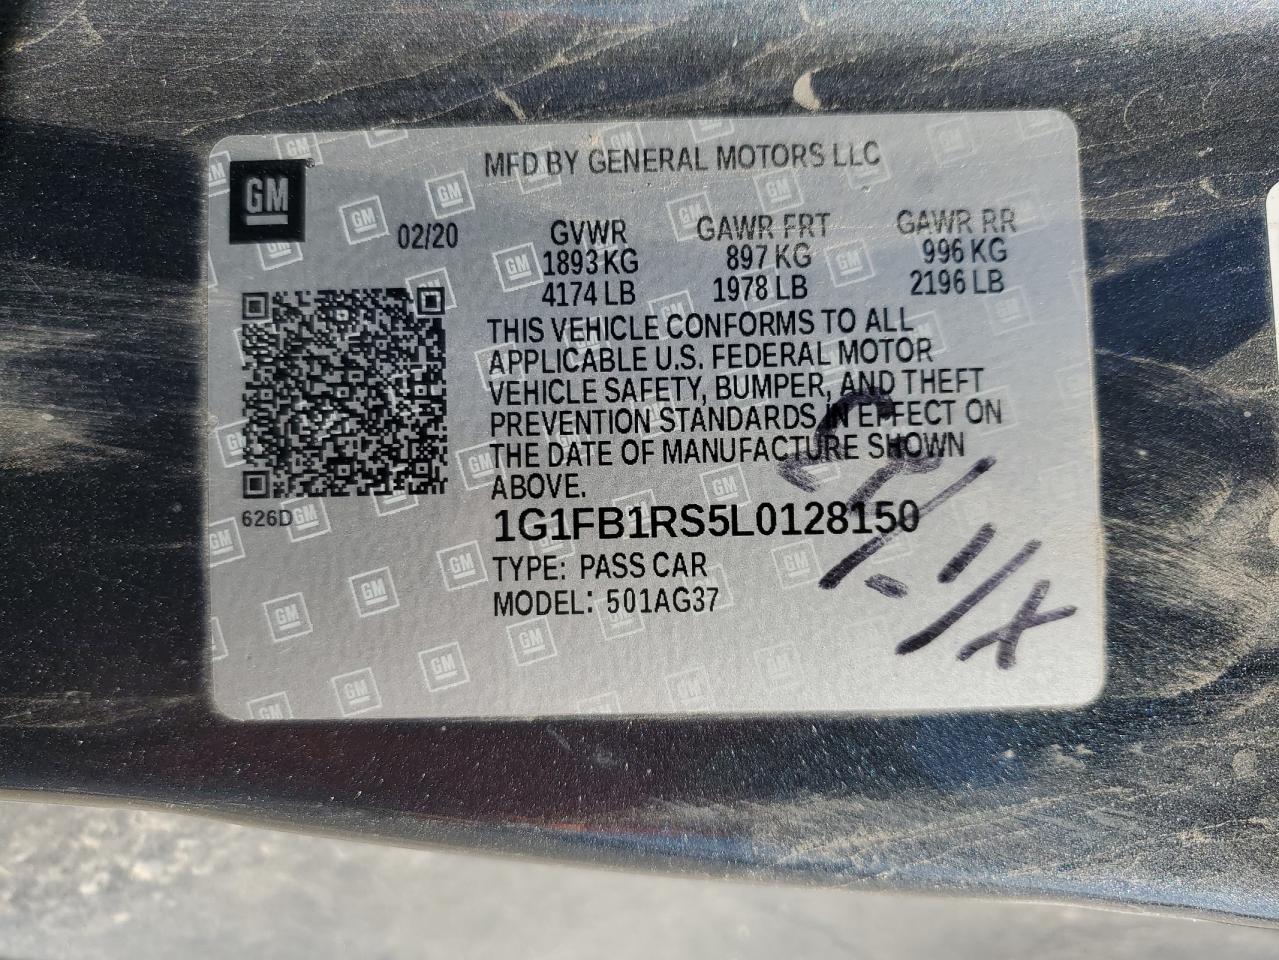 MFD BY GENERAL MOTORS LLC
GM
02/20
GVWR GAWR FRT GAWR RR
1893 KG 897 KG 996 KG
4174 LB 1978 LB 2196 LB
THIS VEHICLE CONFORMS TO ALL
APPLICABLE U.S. FEDERAL MOTOR
VEHICLE SAFETY, BUMPER, AND THEFT
PREVENTION STANDARDS IN EFFECT ON
THE DATE OF MANUFACTURE SHOWN
ABOVE.
626D
1G1FB1RS5L0128150
TYPE: PASS CAR
MODEL: 501AG37